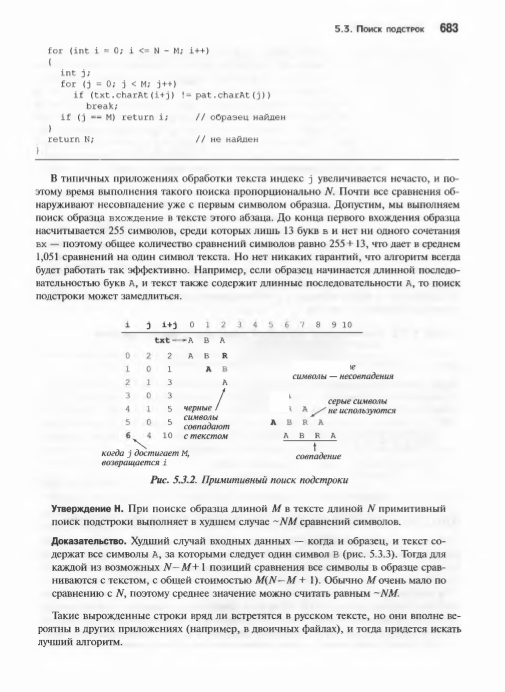 5.3. Поиск подстрок 683
for (int i = 0; i <= N - M; i++)
{
int j;
for (j = 0; j < M; j++)
if (txt.charAt(i+j) != pat.charAt(j))
break;
if (j == M) return i; // образец найден
}
return N; // не найден
}
В типичных приложениях обработки текста индекс j увеличивается нечасто, и по-
этому время выполнения такого поиска пропорционально N. Почти все сравнения об-
наруживают несовпадение уже с первым символом образца. Допустим, мы выполняем
поиск образца вхождение в тексте этого абзаца. До конца первого вхождения образца
насчитывается 255 символов, среди которых лишь 13 букв в и нет ни одного сочетания
вх — поэтому общее количество сравнений символов равно 255 + 13, что дает в среднем
1,051 сравнений на один символ текста. Но нет никаких гарантий, что алгоритм всегда
будет работать так эффективно. Например, если образец начинается длинной последо-
вательностью букв А, и текст также содержит длинные последовательности А, то поиск
подстроки может замедлиться.
i j i+j 0 1 2 3 4 5 6 7 8 9 10
txt A B A
0 2 2 A B R
1 0 1 A B
2 1 3 A
3 0 3
4 1 5 A
5 0 5 A B R A
6 4 10 A B R A
символы — несовпадения
черные
символы
совпадают
с текстом
серые символы
не используются
когда j достигает M,
возвращается i
совпадение
Рис. 5.3.2. Примитивный поиск подстроки
Утверждение Н. При поиске образца длиной M в тексте длиной N примитивный
поиск подстроки выполняет в худшем случае ~NM сравнений символов.
Доказательство. Худший случай входных данных — когда и образец, и текст со-
держат все символы А, за которыми следует один символ В (рис. 5.3.3). Тогда для
каждой из возможных N–M + 1 позиций сравнения все символы в образце срав-
ниваются с текстом, с общей стоимостью M(N–M + 1). Обычно M очень мало по
сравнению с N, поэтому среднее значение можно считать равным ~NM.
Такие вырожденные строки вряд ли встретятся в русском тексте, но они вполне ве-
роятны в других приложениях (например, в двоичных файлах), и тогда придется искать
лучший алгоритм.